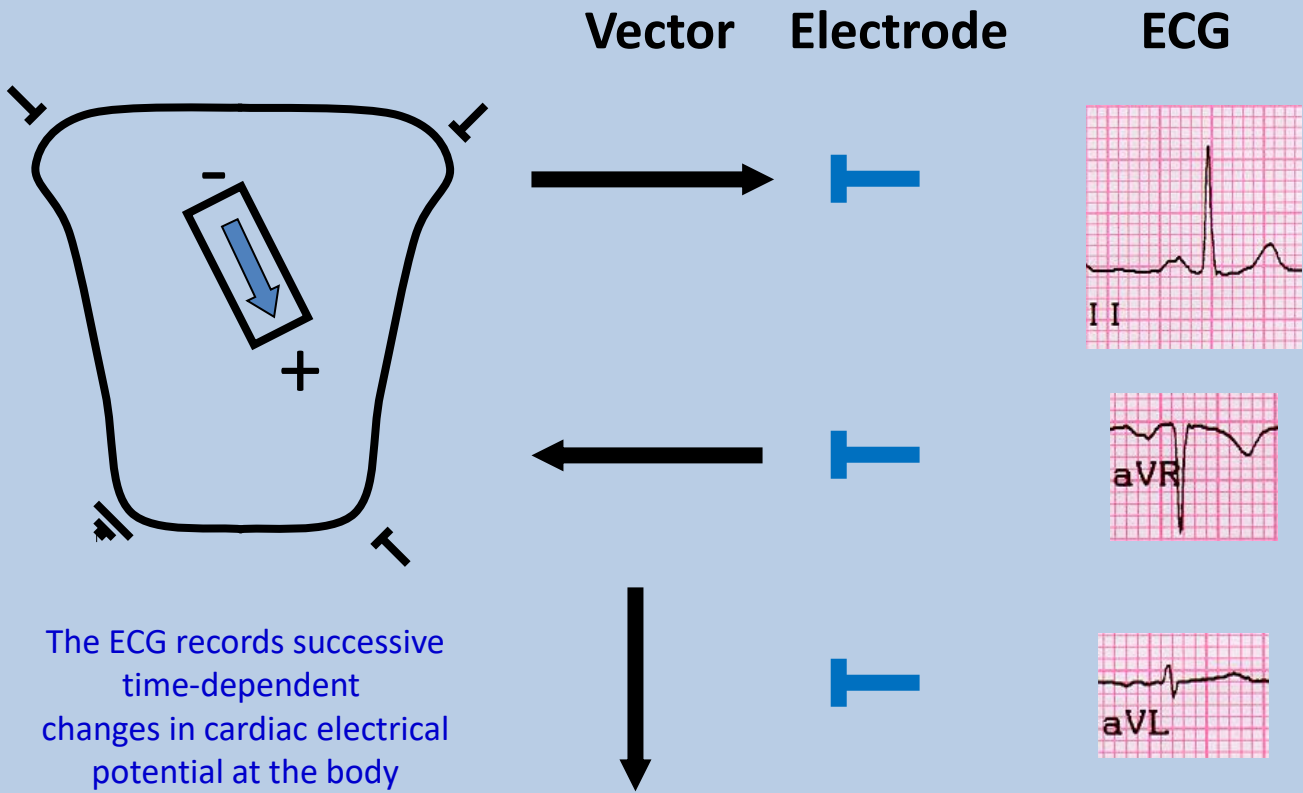 Vector Electrode ECG
-
+
II
aVR
aVL
The ECG records successive
time-dependent
changes in cardiac electrical
potential at the body